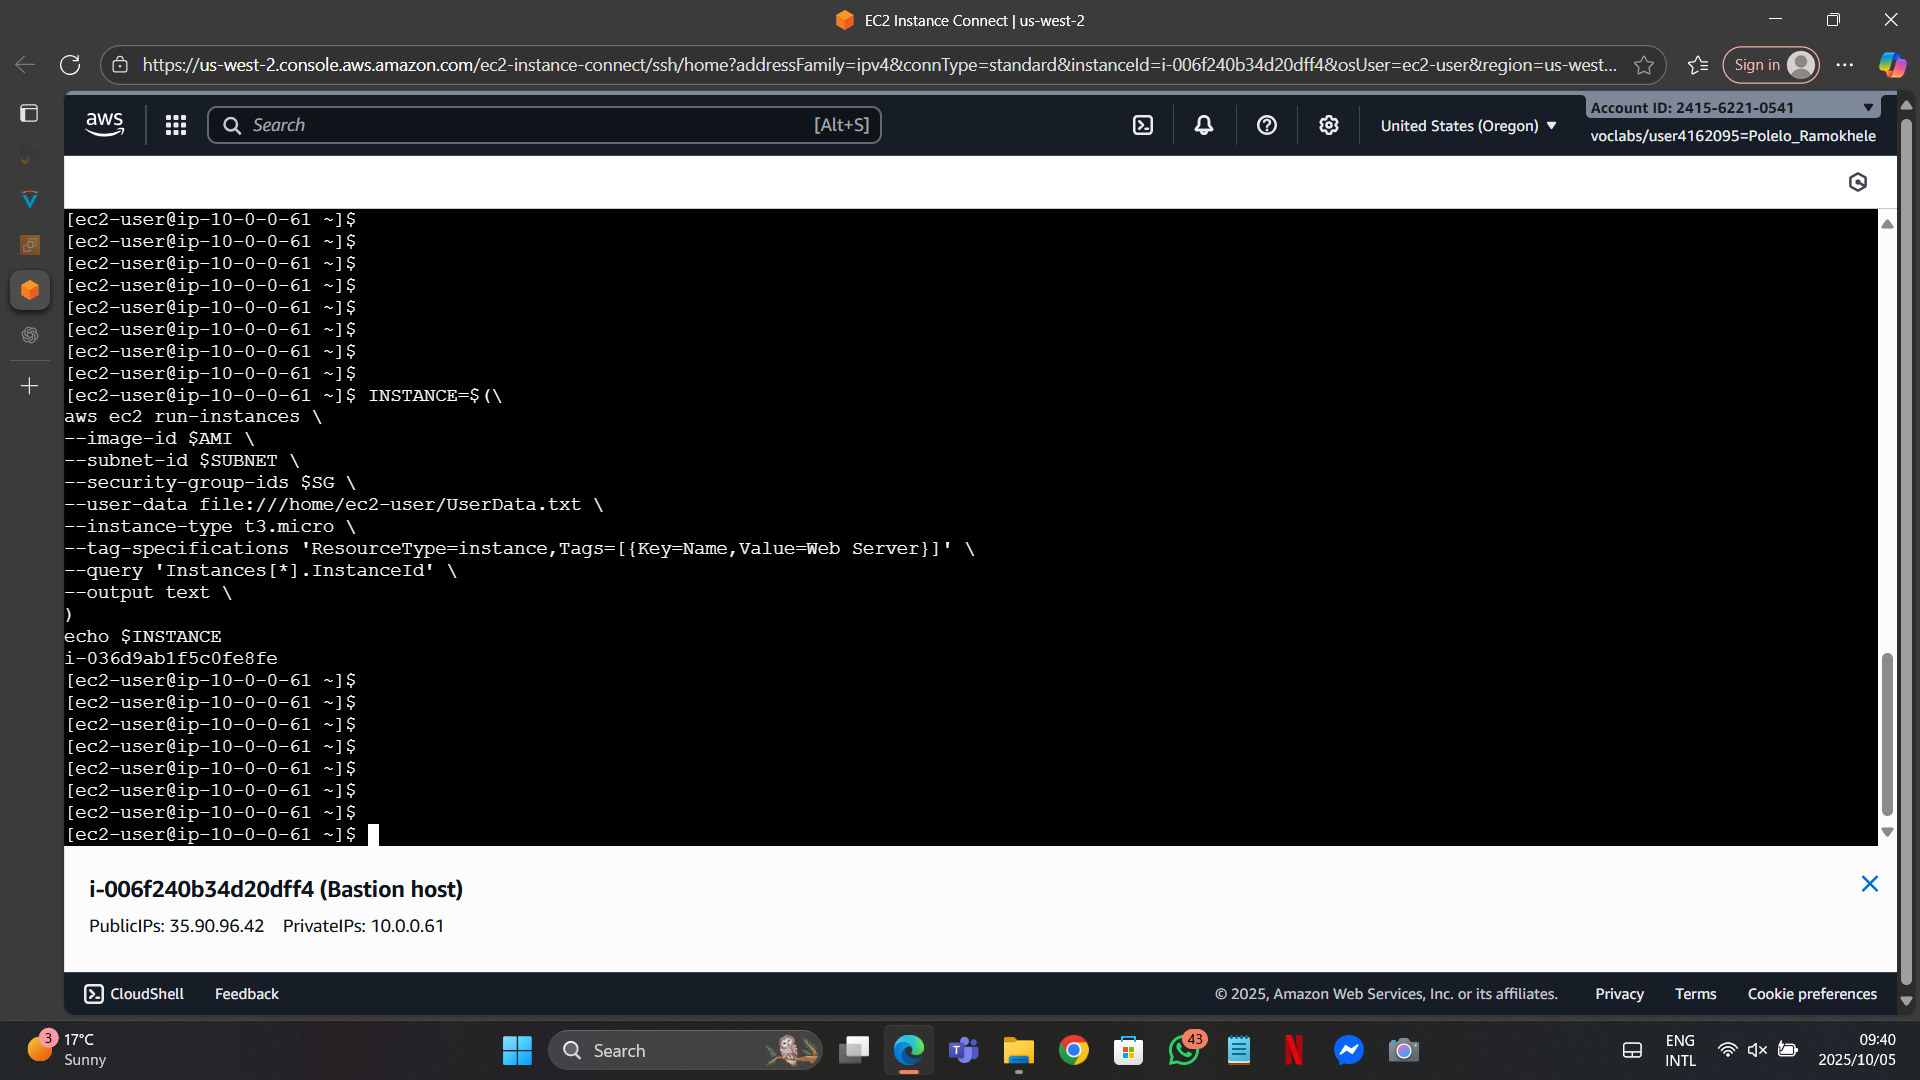 EC2 Instance Connect | us-west-2
https://us-west-2.console.aws.amazon.com/ec2-instance-connect/ssh/home?addressFamily=ipv4&connType=standard&instanceId=i-006f240b34d20dff4&osUser=ec2-user&region=us-west...
Sign in
aws
Search
[Alt+S]
United States (Oregon)
Account ID: 2415-6221-0541
voclabs/user4162095=Polelo_Ramokhele
[ec2-user@ip-10-0-0-61 ~]$
[ec2-user@ip-10-0-0-61 ~]$
[ec2-user@ip-10-0-0-61 ~]$
[ec2-user@ip-10-0-0-61 ~]$
[ec2-user@ip-10-0-0-61 ~]$
[ec2-user@ip-10-0-0-61 ~]$
[ec2-user@ip-10-0-0-61 ~]$
[ec2-user@ip-10-0-0-61 ~]$
[ec2-user@ip-10-0-0-61 ~]$ INSTANCE=$(\
aws ec2 run-instances \
--image-id $AMI \
--subnet-id $SUBNET \
--security-group-ids $SG \
--user-data file:///home/ec2-user/UserData.txt \
--instance-type t3.micro \
--tag-specifications 'ResourceType=instance,Tags=[{Key=Name,Value=Web Server}]' \
--query 'Instances[*].InstanceId' \
--output text \
)
echo $INSTANCE
i-036d9ab1f5c0fe8fe
[ec2-user@ip-10-0-0-61 ~]$
[ec2-user@ip-10-0-0-61 ~]$
[ec2-user@ip-10-0-0-61 ~]$
[ec2-user@ip-10-0-0-61 ~]$
[ec2-user@ip-10-0-0-61 ~]$
[ec2-user@ip-10-0-0-61 ~]$
[ec2-user@ip-10-0-0-61 ~]$
[ec2-user@ip-10-0-0-61 ~]$
i-006f240b34d20dff4 (Bastion host)
PublicIPs: 35.90.96.42 PrivateIPs: 10.0.0.61
CloudShell
Feedback
© 2025, Amazon Web Services, Inc. or its affiliates.
Privacy
Terms
Cookie preferences
3
17°C
Sunny
Search
43
ENG
INTL
09:40
2025/10/05